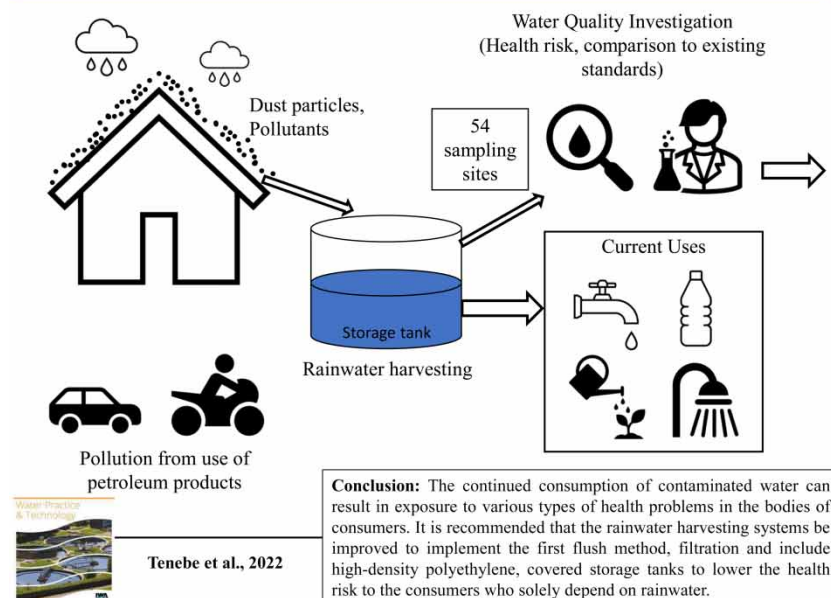 Water Quality Investigation
(Health risk, comparison to existing
standards)
Dust particles,
Pollutants
54
sampling
sites
Current Uses
Storage tank
Rainwater harvesting
Pollution from use of
petroleum products
Water Practice
& Technology
Tenebe et al., 2022
Conclusion: The continued consumption of contaminated water can
result in exposure to various types of health problems in the bodies of
consumers. It is recommended that the rainwater harvesting systems be
improved to implement the first flush method, filtration and include
high-density polyethylene, covered storage tanks to lower the health
risk to the consumers who solely depend on rainwater.